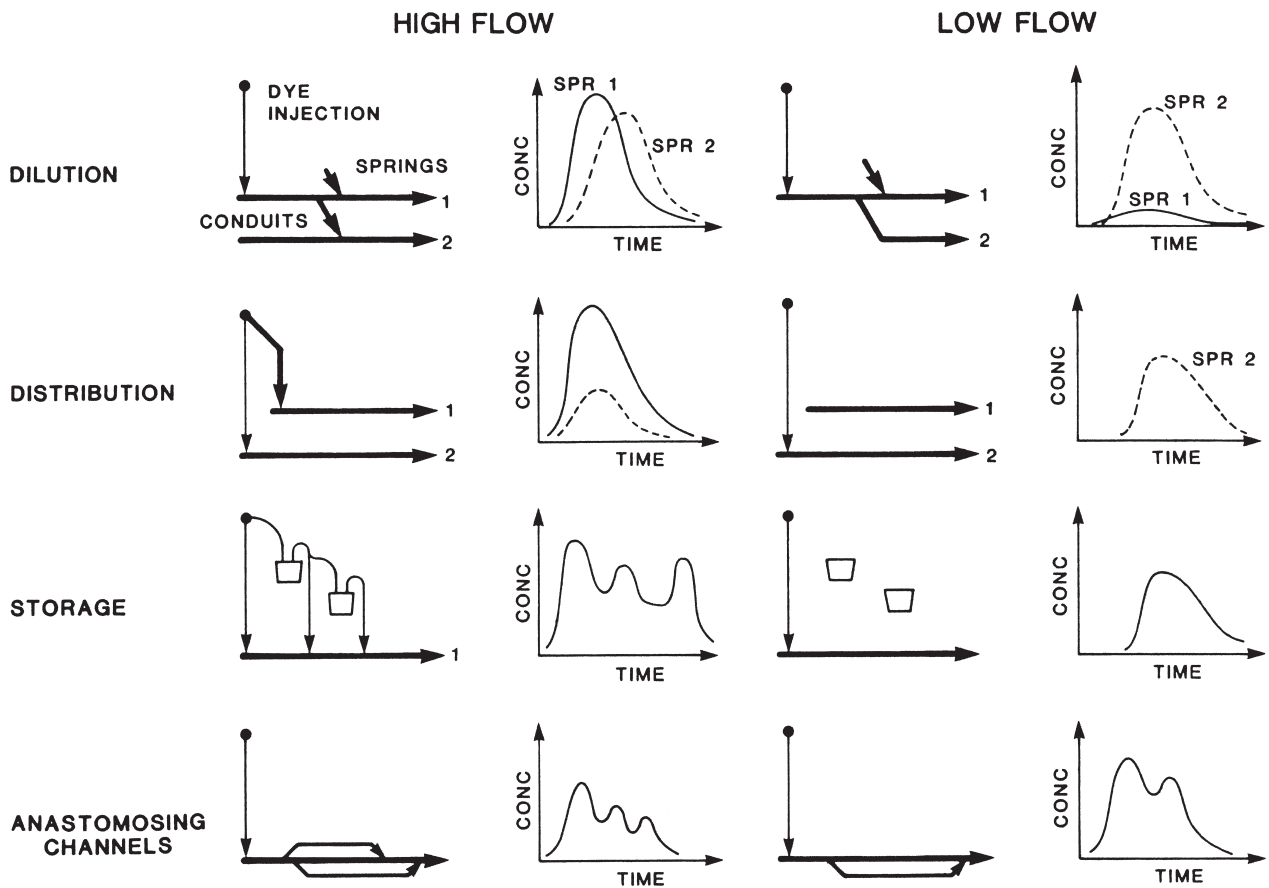 HIGH FLOW
LOW FLOW
DILUTION
DYE
INJECTION
SPRINGS
1
CONDUITS
2
CONC
SPR 1
SPR 2
TIME
1
2
CONC
SPR 2
SPR 1
TIME
DISTRIBUTION
1
2
CONC
TIME
1
2
CONC
SPR 2
TIME
STORAGE
1
CONC
TIME
CONC
TIME
ANASTOMOSING
CHANNELS
CONC
TIME
CONC
TIME